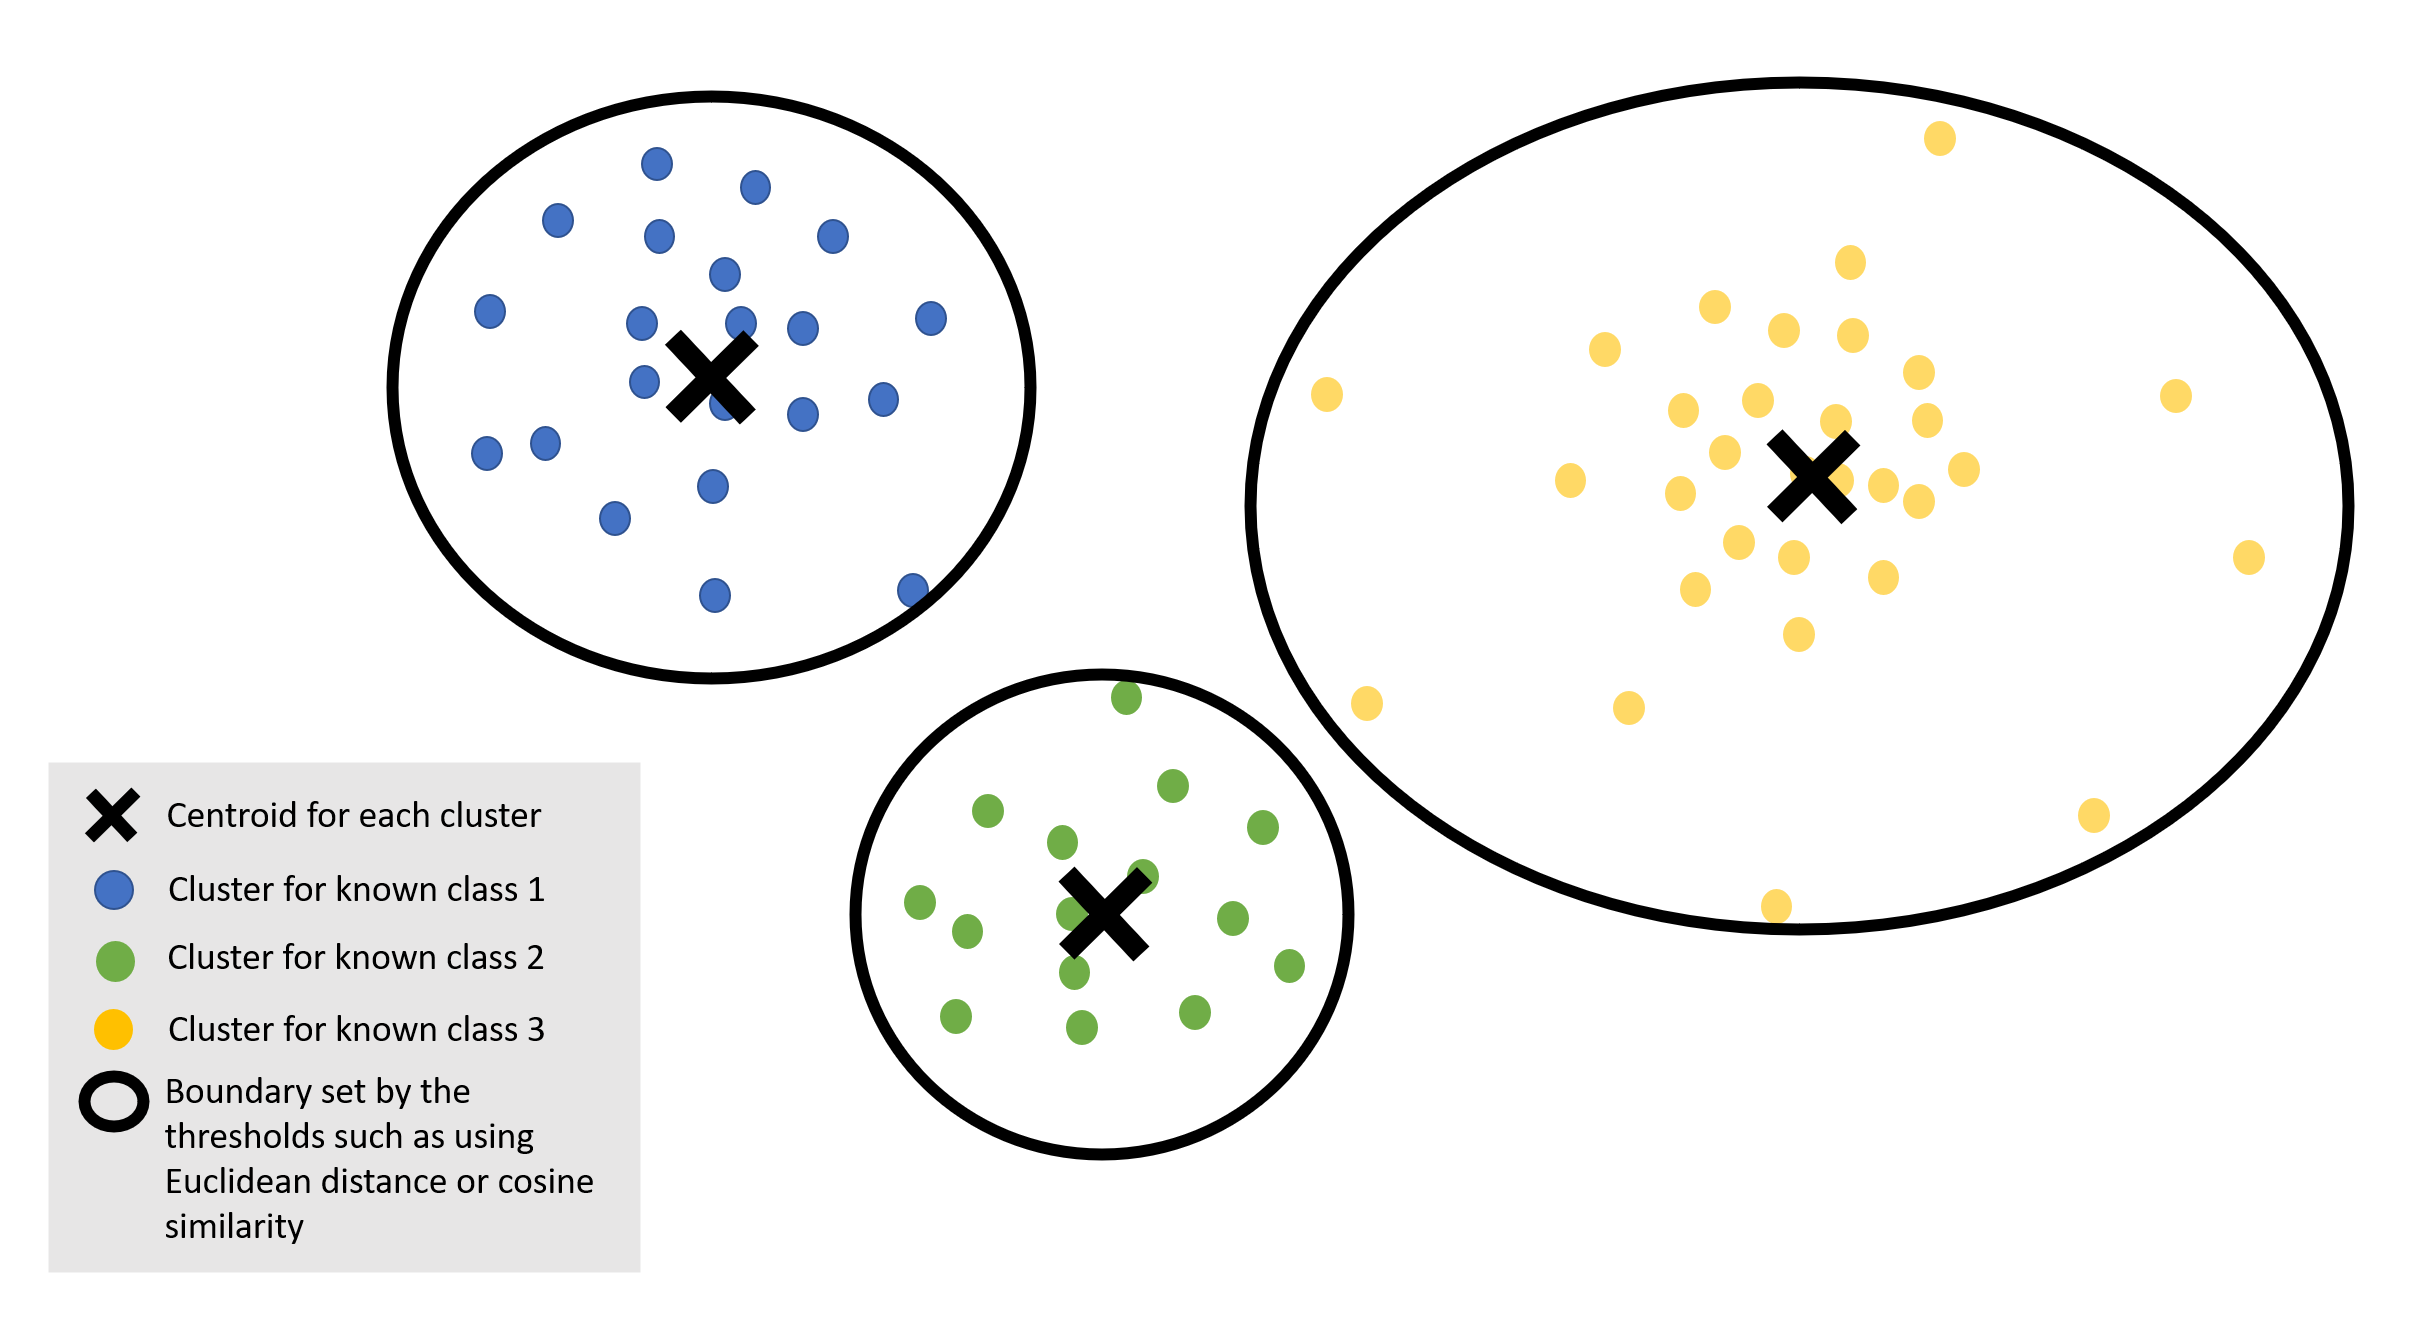 Centroid for each cluster
Cluster for known class 1
Cluster for known class 2
Cluster for known class 3
Boundary set by the
thresholds such as using
Euclidean distance or cosine
similarity